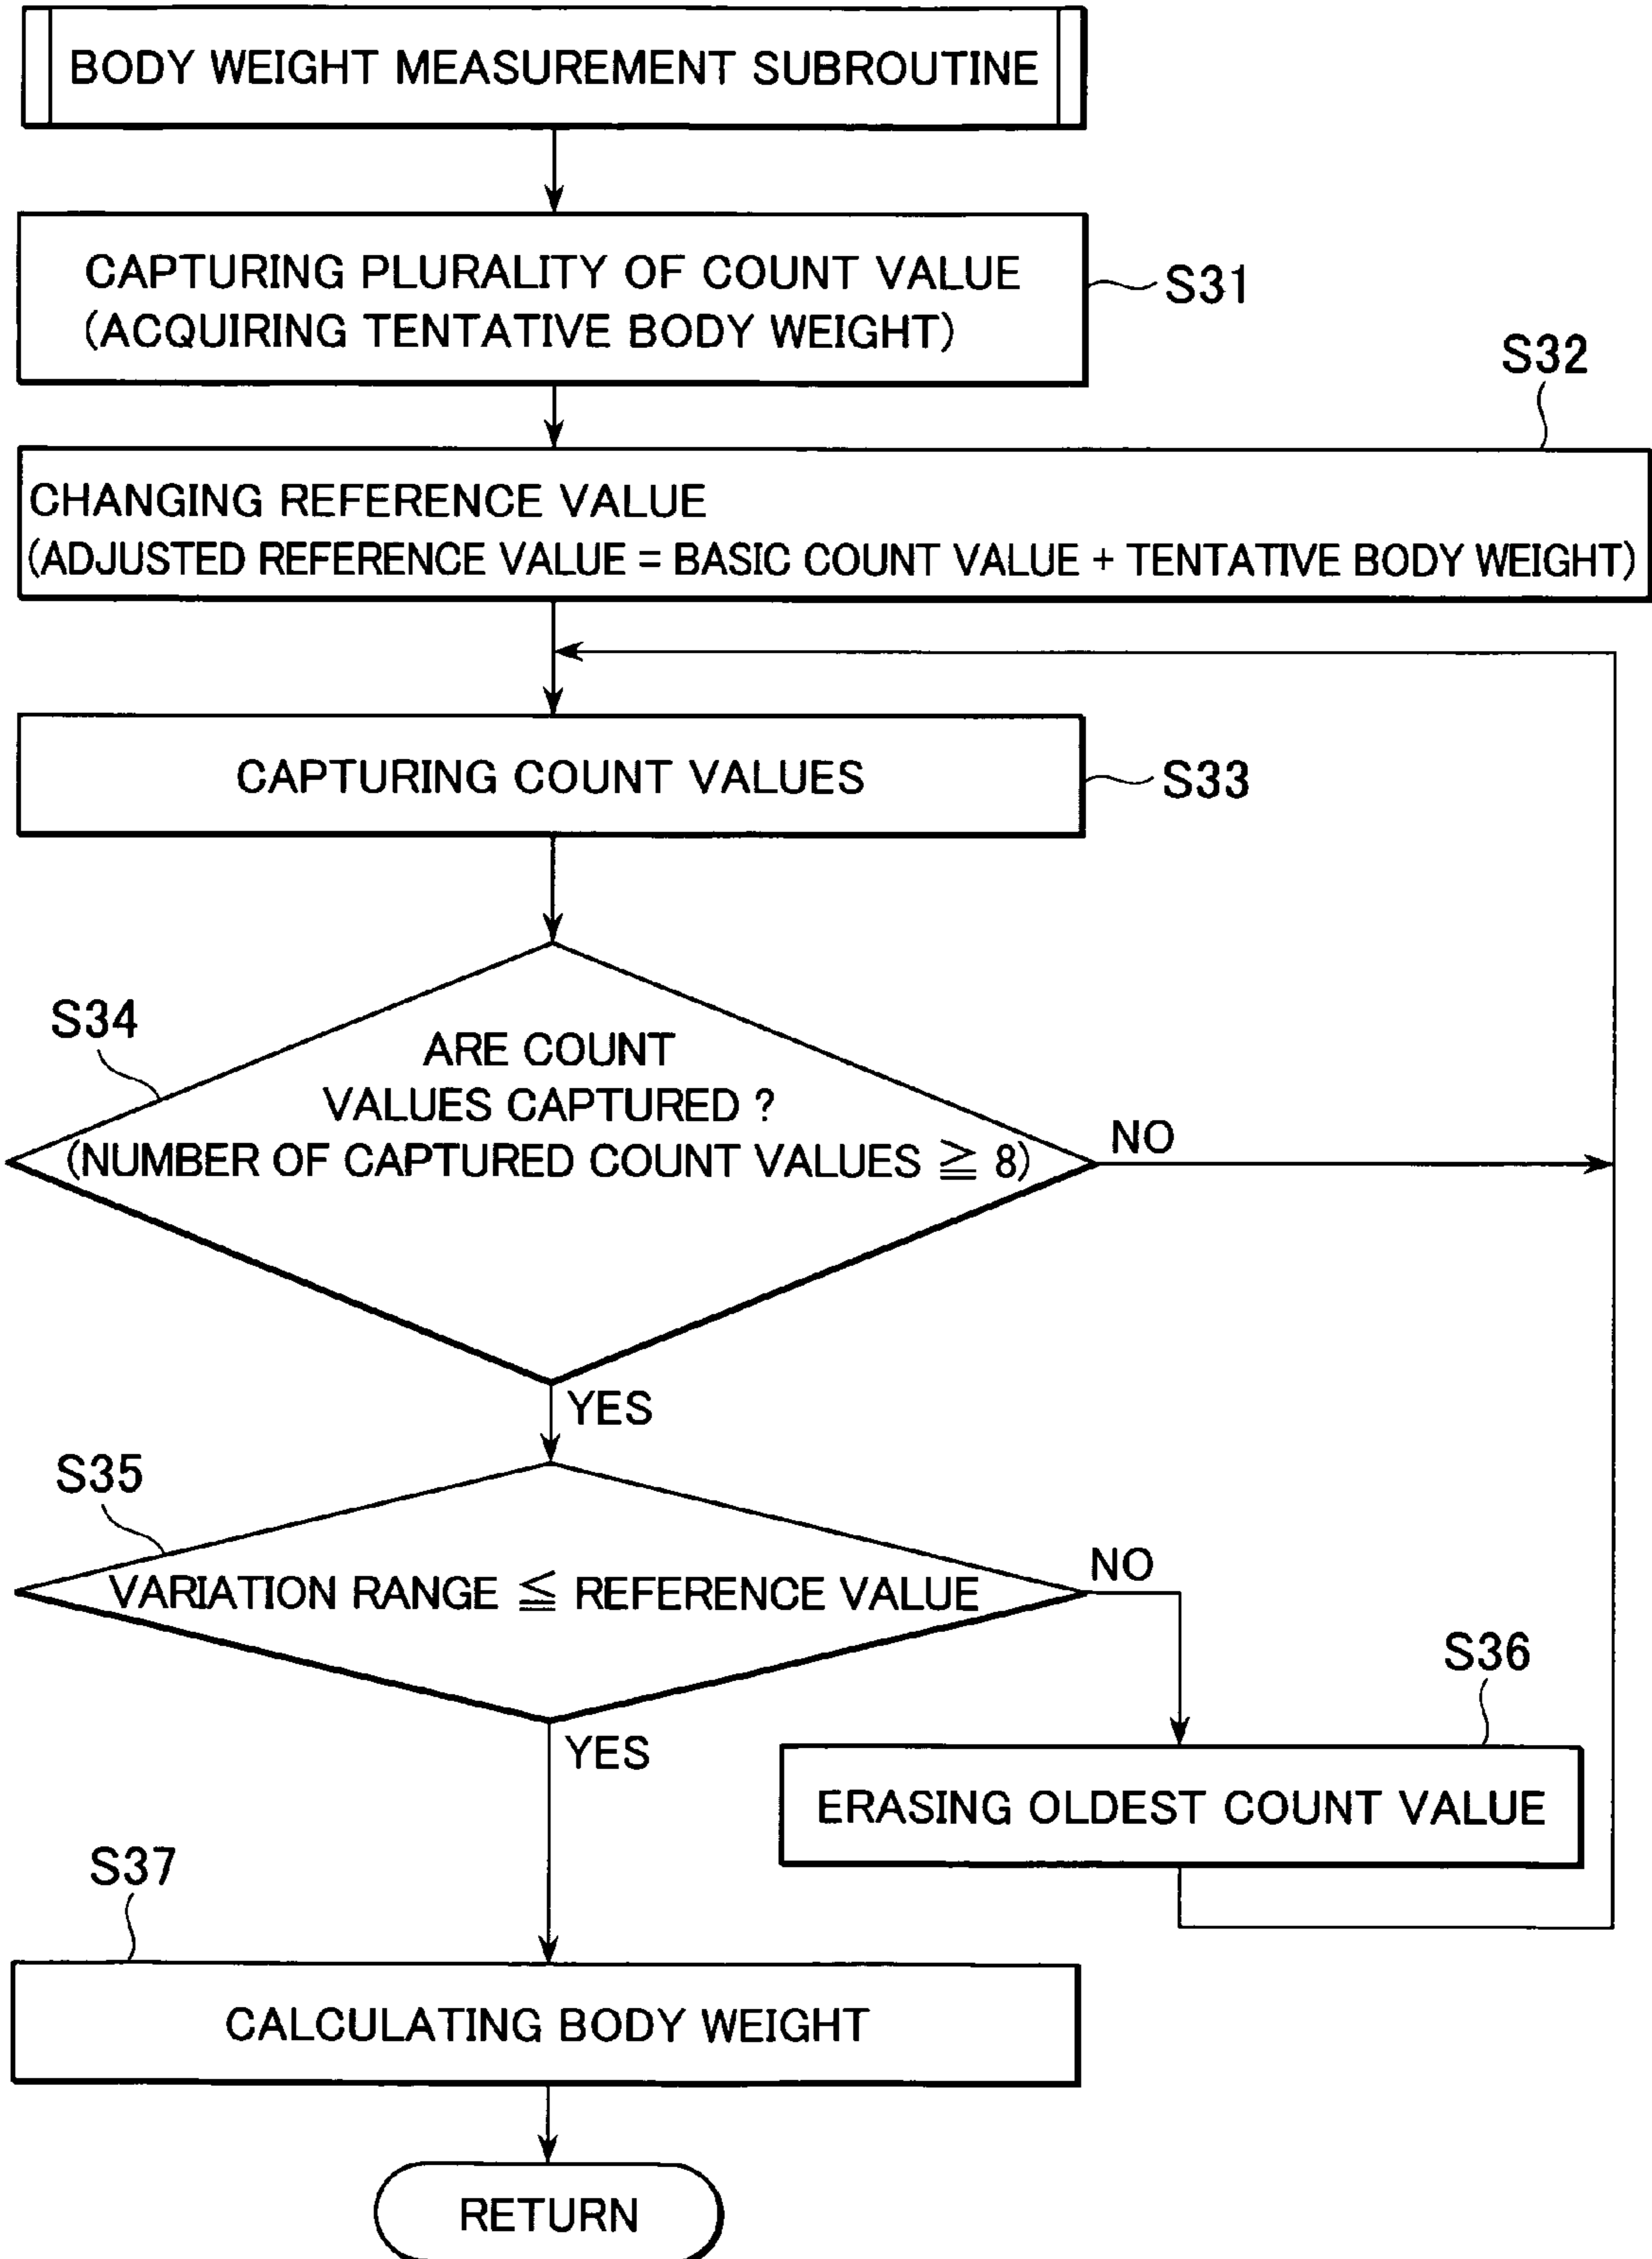 BODY WEIGHT MEASUREMENT SUBROUTINE
CAPTURING PLURALITY OF COUNT VALUE
(ACQUIRING TENTATIVE BODY WEIGHT)
S31
S32
CHANGING REFERENCE VALUE
(ADJUSTED REFERENCE VALUE = BASIC COUNT VALUE + TENTATIVE BODY WEIGHT)
CAPTURING COUNT VALUES
S33
S34
ARE COUNT
VALUES CAPTURED ?
(NUMBER OF CAPTURED COUNT VALUES ≧ 8)
NO
YES
S35
VARIATION RANGE ≦ REFERENCE VALUE
NO
YES
S36
ERASING OLDEST COUNT VALUE
S37
CALCULATING BODY WEIGHT
RETURN